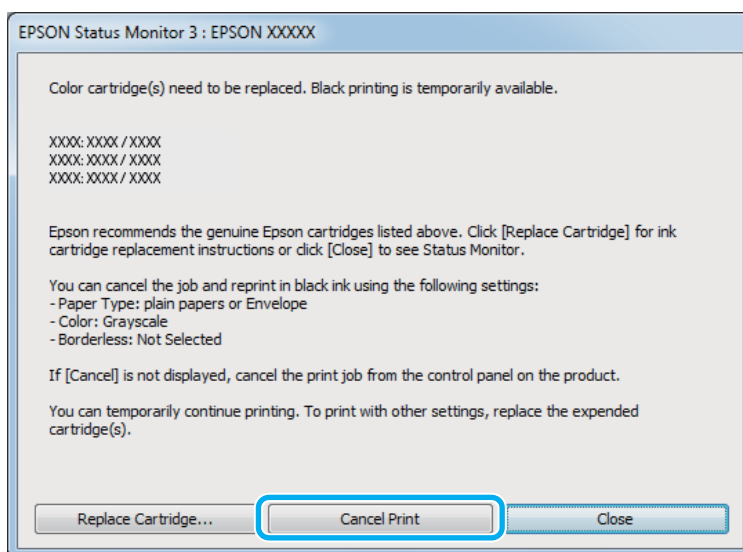 EPSON Status Monitor 3 : EPSON XXXXX
Color cartridge(s) need to be replaced. Black printing is temporarily available.
XXXX: XXXX / XXXX
XXXX: XXXX / XXXX
XXXX: XXXX / XXXX
Epson recommends the genuine Epson cartridges listed above. Click [Replace Cartridge] for ink
cartridge replacement instructions or click [Close] to see Status Monitor.
You can cancel the job and reprint in black ink using the following settings:
- Paper Type: plain papers or Envelope
- Color: Grayscale
- Borderless: Not Selected
If [Cancel] is not displayed, cancel the print job from the control panel on the product.
You can temporarily continue printing. To print with other settings, replace the expended
cartridge(s).
Replace Cartridge... Cancel Print Close